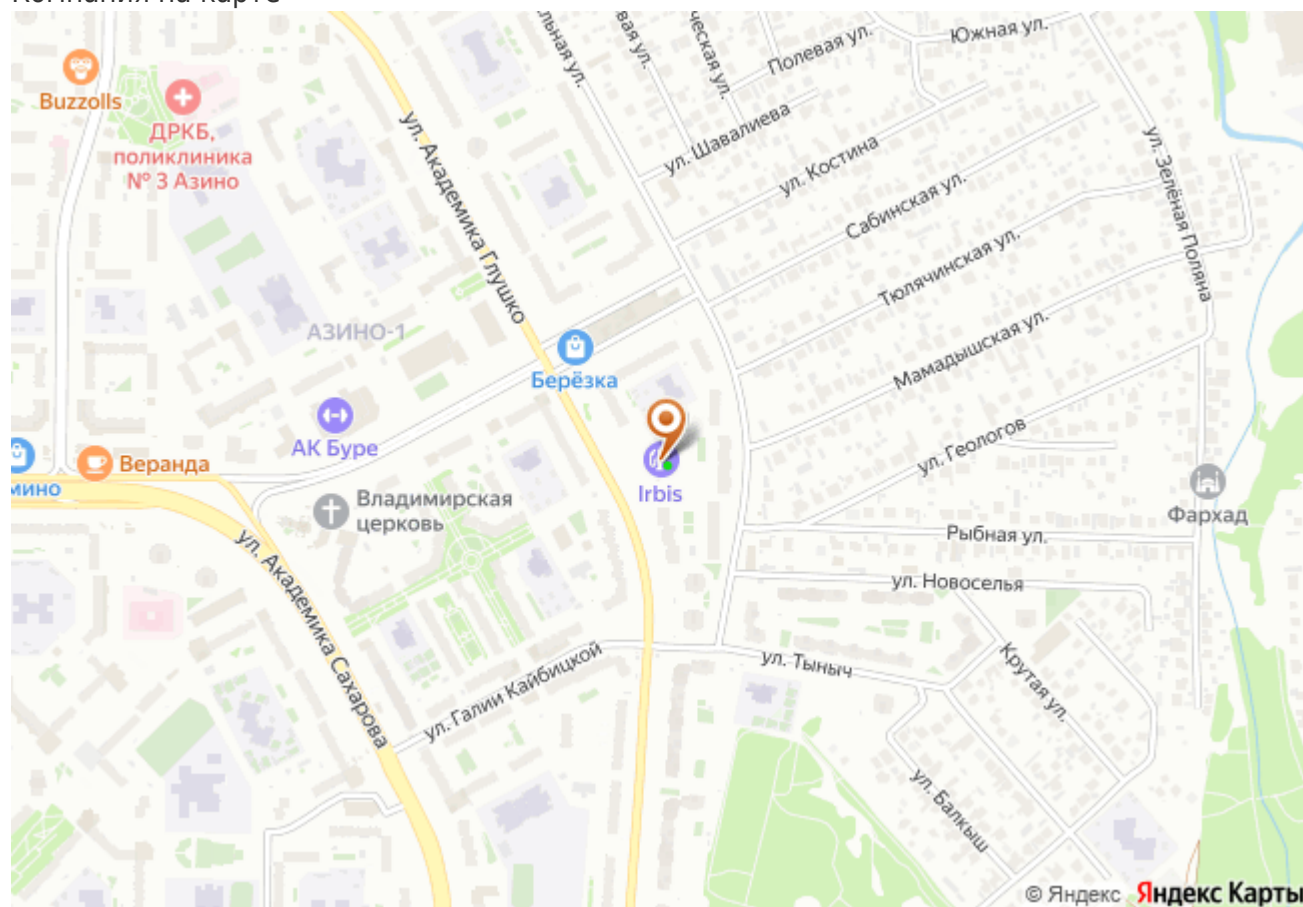 Компания на карте
Buzzolls
ДРКБ,
поликлиника
№ 3 Азино
ул. Академика Глушко
Полевая ул.
Южная ул.
ул. Шавалиева
ул. Костина
Сабинская ул.
Тюлячинская ул.
ул. Зелёная Поляна
АЗИНО-1
Берёзка
Мамадышская ул.
АК Буре
Веранда
Irbis
ул. Геологов
Владимирская
церковь
Фархад
Рыбная ул.
ул. Новоселья
ул. Академика Сахарова
ул. Галии Кайбицкой
ул. Тыныч
Крутая ул.
ул. Балкыш
© Яндекс Яндекс Карты